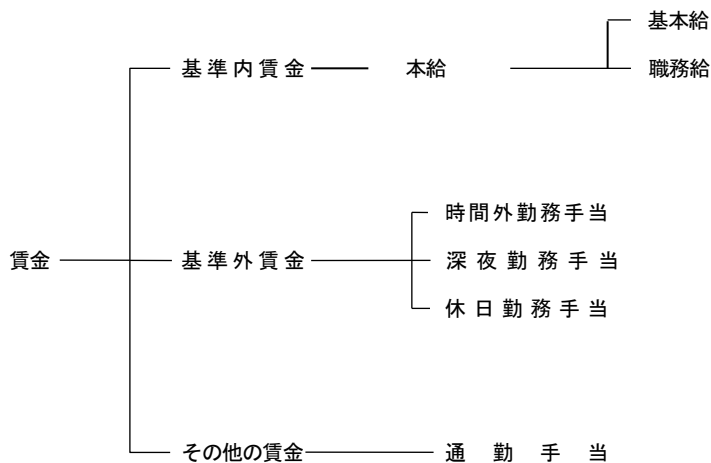 基本給
基準内賃金
本給
職務給
時間外勤務手当
賃金
基準外賃金
深夜勤務手当
休日勤務手当
その他の賃金
通勤手当